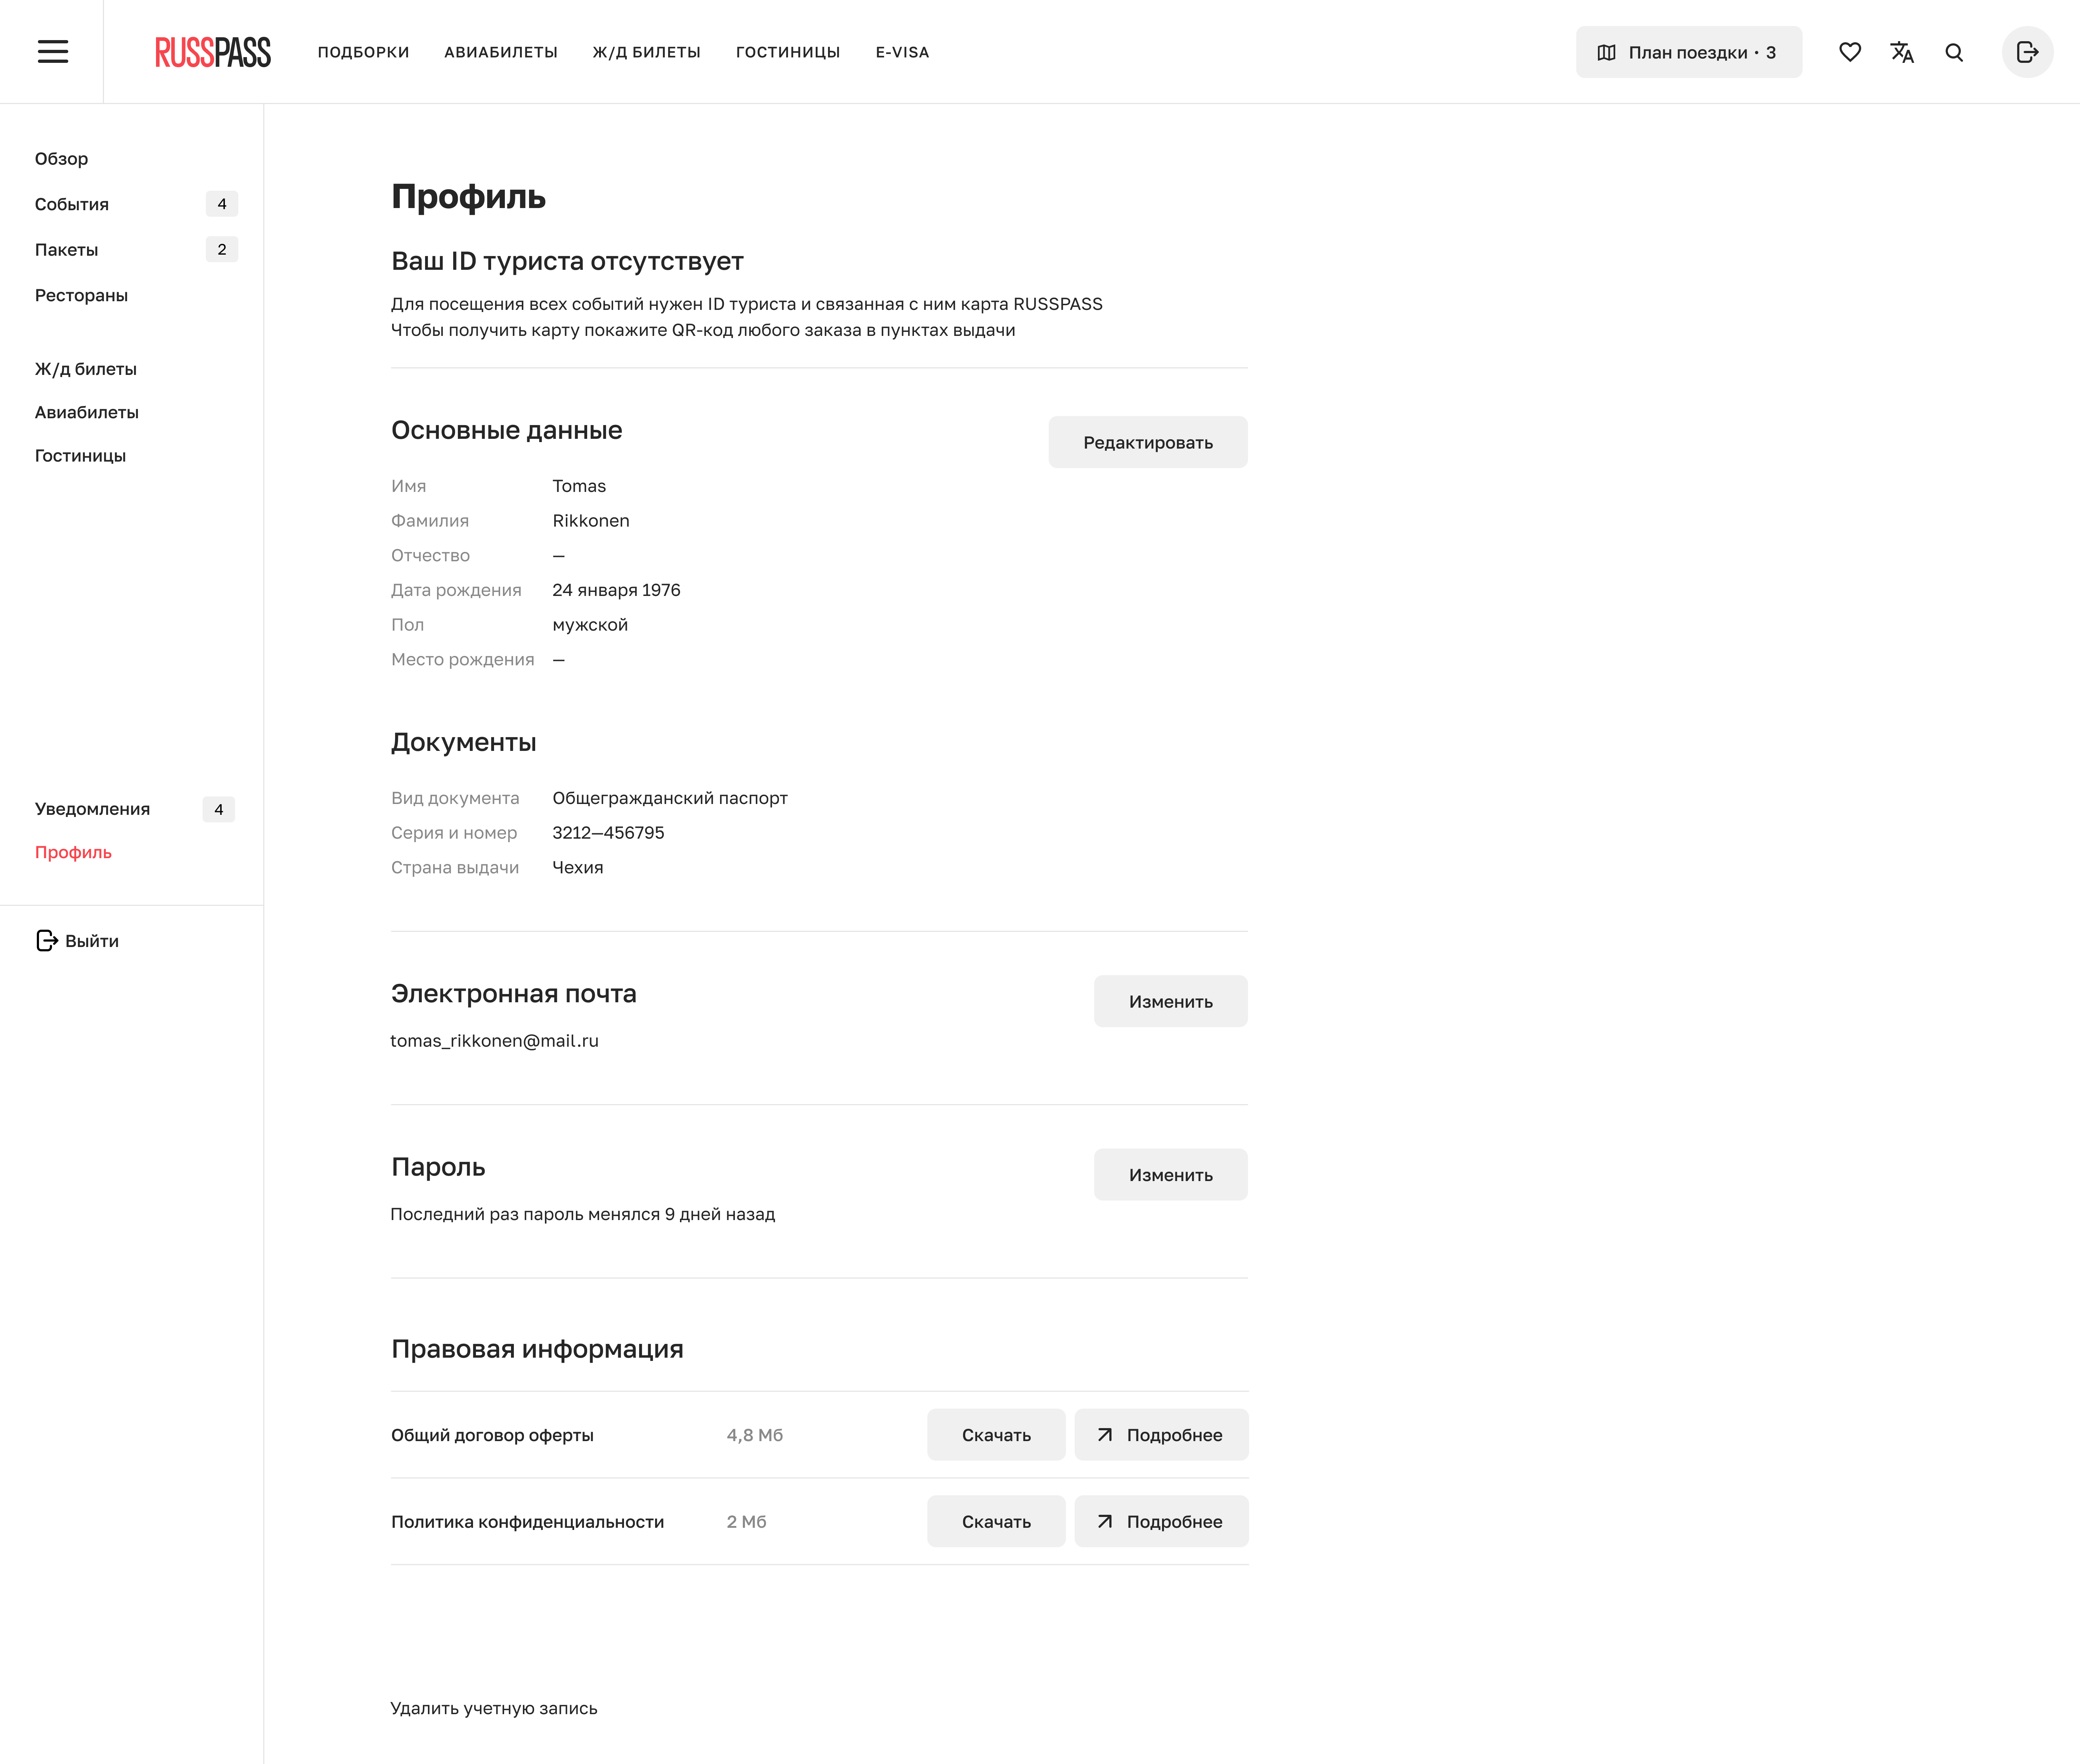 RUSSPASS
ПОДБОРКИ
АВИАБИЛЕТЫ
Ж/Д БИЛЕТЫ
ГОСТИНИЦЫ
E-VISA
План поездки · 3
Обзор
События 4
Пакеты 2
Рестораны
Ж/д билеты
Авиабилеты
Гостиницы
Уведомления 4
Профиль
Выйти
Профиль
Ваш ID туриста отсутствует
Для посещения всех событий нужен ID туриста и связанная с ним карта RUSSPASS
Чтобы получить карту покажите QR-код любого заказа в пунктах выдачи
Основные данные
Редактировать
Имя Tomas
Фамилия Rikkonen
Отчество —
Дата рождения 24 января 1976
Пол мужской
Место рождения —
Документы
Вид документа Общегражданский паспорт
Серия и номер 3212—456795
Страна выдачи Чехия
Электронная почта
Изменить
tomas_rikkonen@mail.ru
Пароль
Изменить
Последний раз пароль менялся 9 дней назад
Правовая информация
Общий договор оферты 4,8 Мб Скачать Подробнее
Политика конфиденциальности 2 Мб Скачать Подробнее
Удалить учетную запись